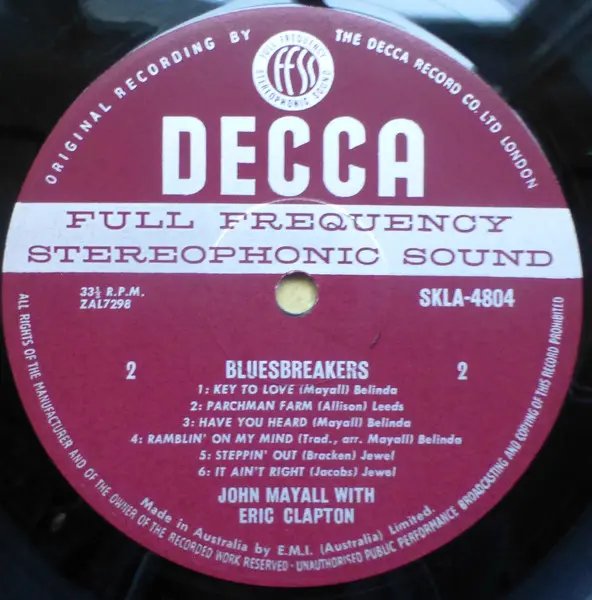 ORIGINAL RECORDING BY
THE DECCA RECORD CO. LTD LONDON
FULL FREQUENCY
ffss
STEREOPHONIC SOUND
DECCA
FULL FREQUENCY
STEREOPHONIC SOUND
33⅓ R.P.M.
ZAL7298
SKLA-4804
2
BLUESBREAKERS
2
1: KEY TO LOVE (Mayall) Belinda
2: PARCHMAN FARM (Allison) Leeds
3: HAVE YOU HEARD (Mayall) Belinda
4: RAMBLIN' ON MY MIND (Trad., arr. Mayall) Belinda
5: STEPPIN' OUT (Bracken) Jewel
6: IT AIN'T RIGHT (Jacobs) Jewel
JOHN MAYALL WITH
ERIC CLAPTON
Made in Australia by E.M.I. (Australia) Limited.
ALL RIGHTS OF THE MANUFACTURER AND OF THE OWNER OF THE RECORDED WORK RESERVED - UNAUTHORISED PUBLIC PERFORMANCE BROADCASTING AND COPYING OF THIS RECORD PROHIBITED